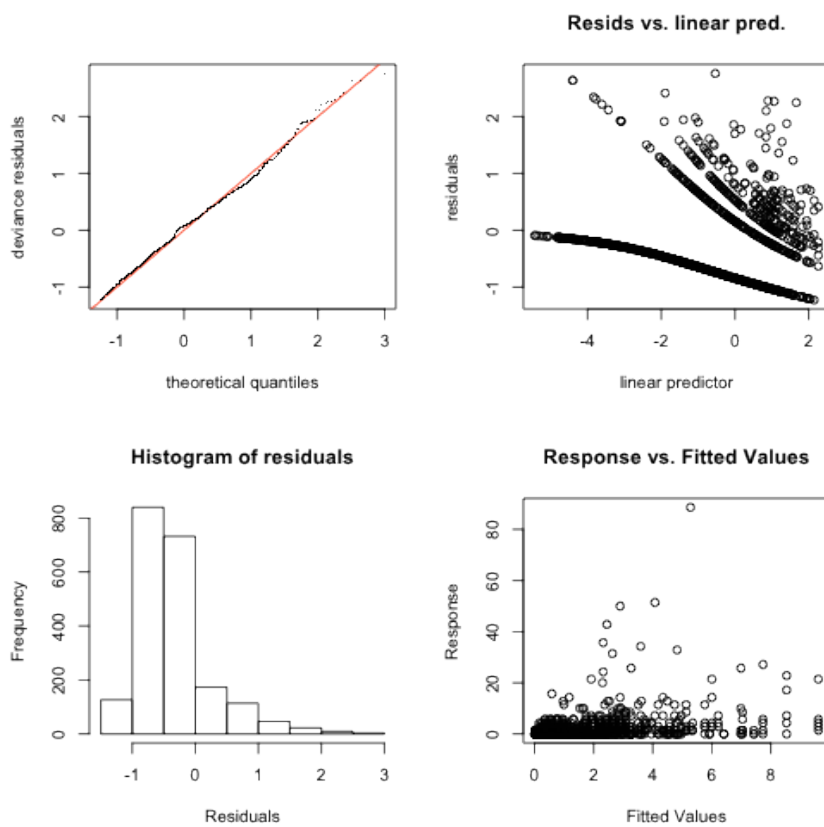 Resids vs. linear pred.
deviance residuals
2
1
0
-1
-1 0 1 2 3
theoretical quantiles
residuals
2
1
0
-1
-4 -2 0 2
linear predictor
Histogram of residuals
Frequency
800
600
400
200
0
-1 0 1 2 3
Residuals
Response vs. Fitted Values
Response
80
60
40
20
0
0 2 4 6 8
Fitted Values